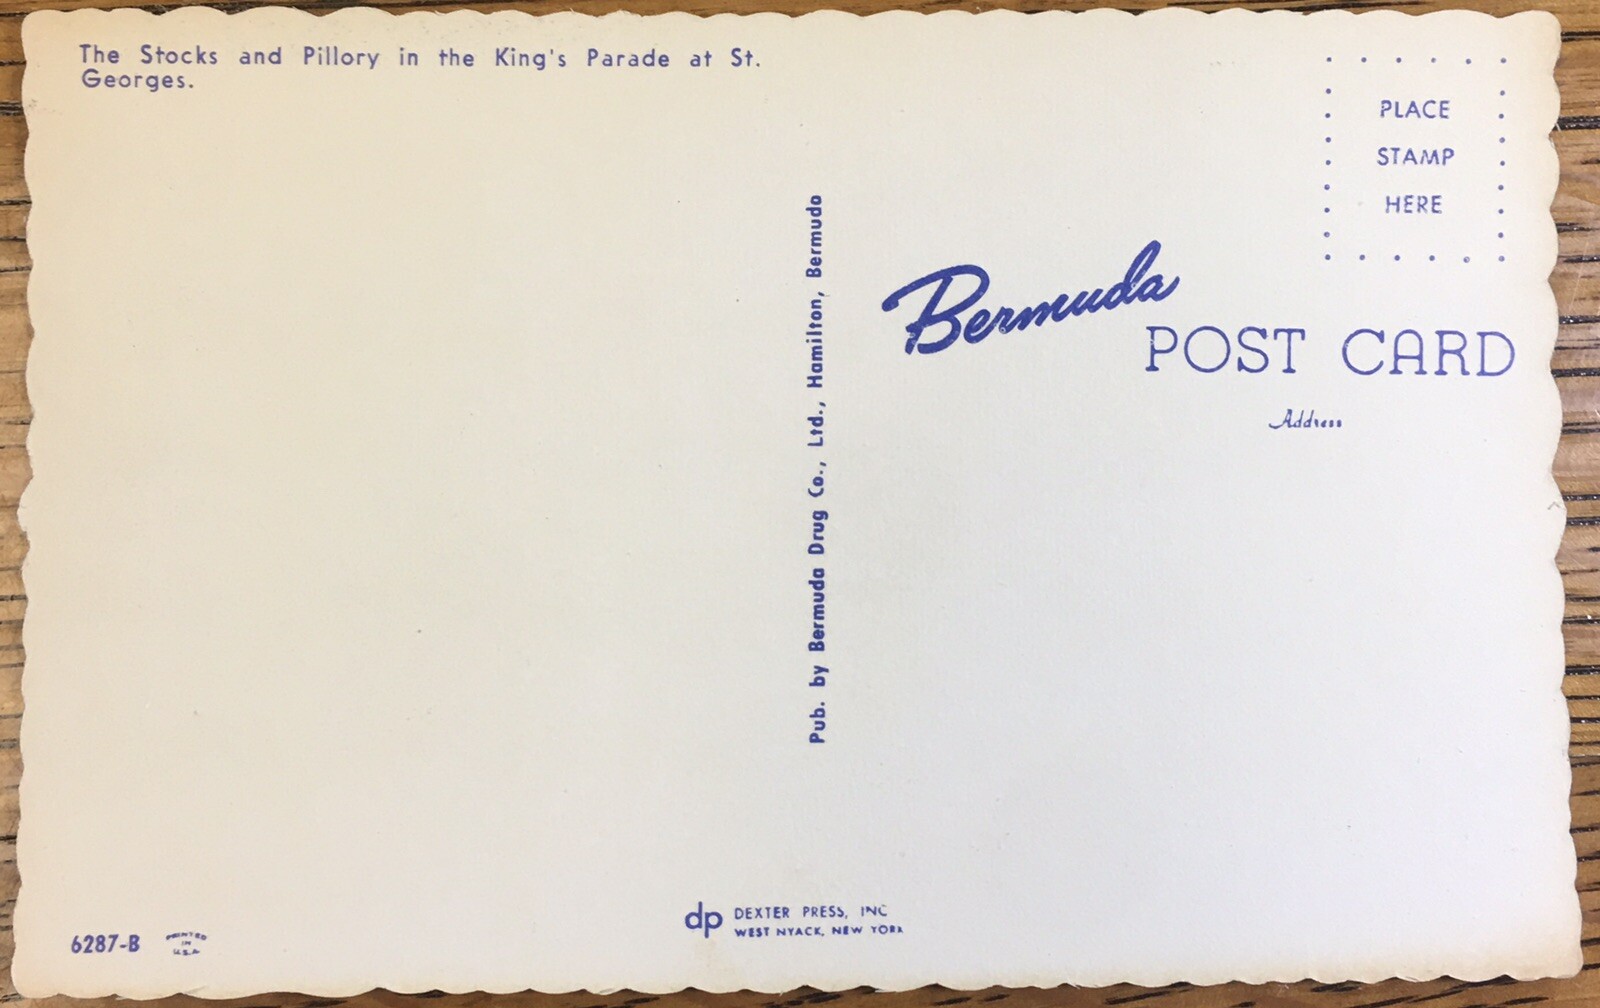 The Stocks and Pillory in the King's Parade at St.
Georges.
PLACE
STAMP
HERE
Bermuda
POST CARD
Address
Pub. by Bermuda Drug Co., Ltd., Hamilton, Bermuda
dp
DEXTER PRESS, INC
WEST NYACK, NEW YORK
6287-B
PRINTED
IN
U.S.A.